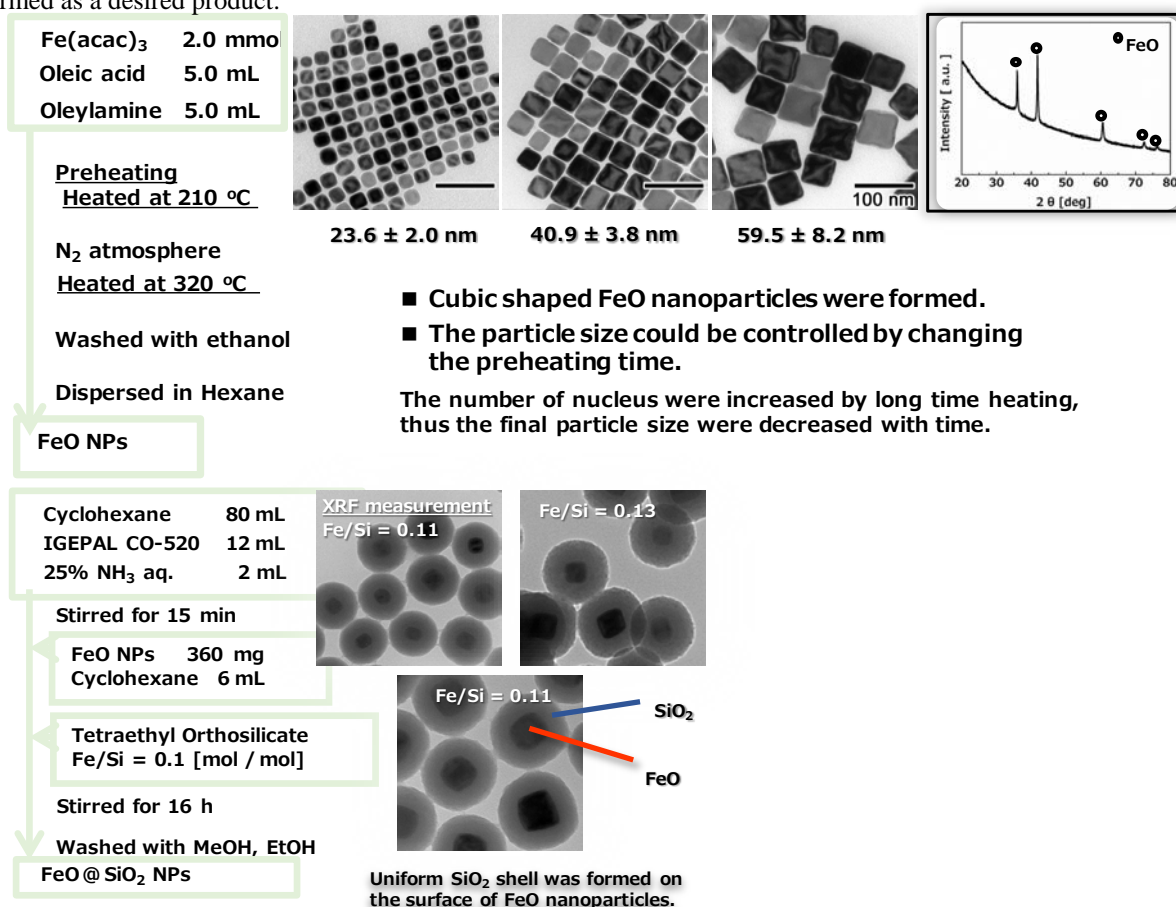 rmed as a desired product.
Fe(acac)₃ 2.0 mmol
Oleic acid 5.0 mL
Oleylamine 5.0 mL
Preheating
Heated at 210 ºC
N₂ atmosphere
Heated at 320 ºC
Washed with ethanol
Dispersed in Hexane
FeO NPs
100 nm
23.6 ± 2.0 nm
40.9 ± 3.8 nm
59.5 ± 8.2 nm
Intensity [ a.u. ]
FeO
20 30 40 50 60 70 80
2 θ [deg]
■ Cubic shaped FeO nanoparticles were formed.
■ The particle size could be controlled by changing
the preheating time.
The number of nucleus were increased by long time heating,
thus the final particle size were decreased with time.
Cyclohexane 80 mL
IGEPAL CO-520 12 mL
25% NH₃ aq. 2 mL
Stirred for 15 min
FeO NPs 360 mg
Cyclohexane 6 mL
Tetraethyl Orthosilicate
Fe/Si = 0.1 [mol / mol]
Stirred for 16 h
Washed with MeOH, EtOH
FeO@SiO₂ NPs
XRF measurement
Fe/Si = 0.11
Fe/Si = 0.13
Fe/Si = 0.11
SiO₂
FeO
Uniform SiO₂ shell was formed on
the surface of FeO nanoparticles.